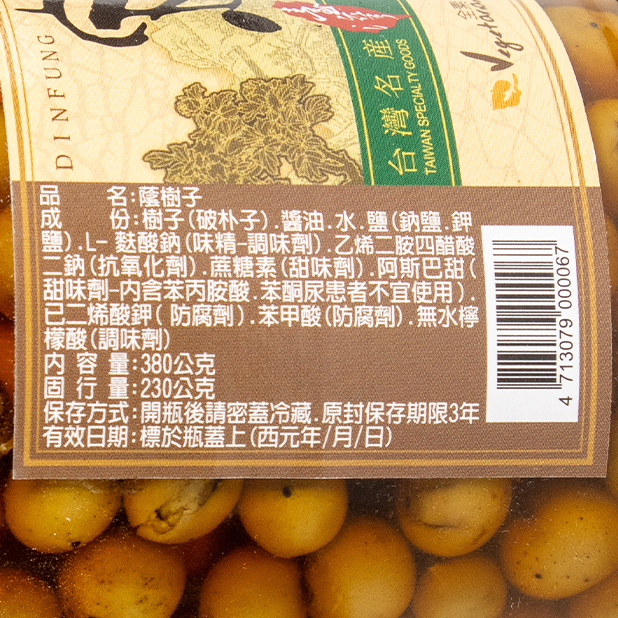 DINFUNG
台灣名產
TAIWAN SPECIALTY GOODS
全素
Vegetarian
品　　名:蔭樹子
成　　份:樹子(破朴子).醬油.水.鹽(鈉鹽.鉀
鹽).L-麩酸鈉(味精-調味劑).乙烯二胺四醋酸
二鈉(抗氧化劑).蔗糖素(甜味劑).阿斯巴甜(
甜味劑-內含苯丙胺酸.苯酮尿患者不宜使用).
已二烯酸鉀(防腐劑).苯甲酸(防腐劑).無水檸
檬酸(調味劑)
內 容 量:380公克
固 行 量:230公克
保存方式:開瓶後請密蓋冷藏.原封保存期限3年
有效日期:標於瓶蓋上(西元年/月/日)
4 713079 000067